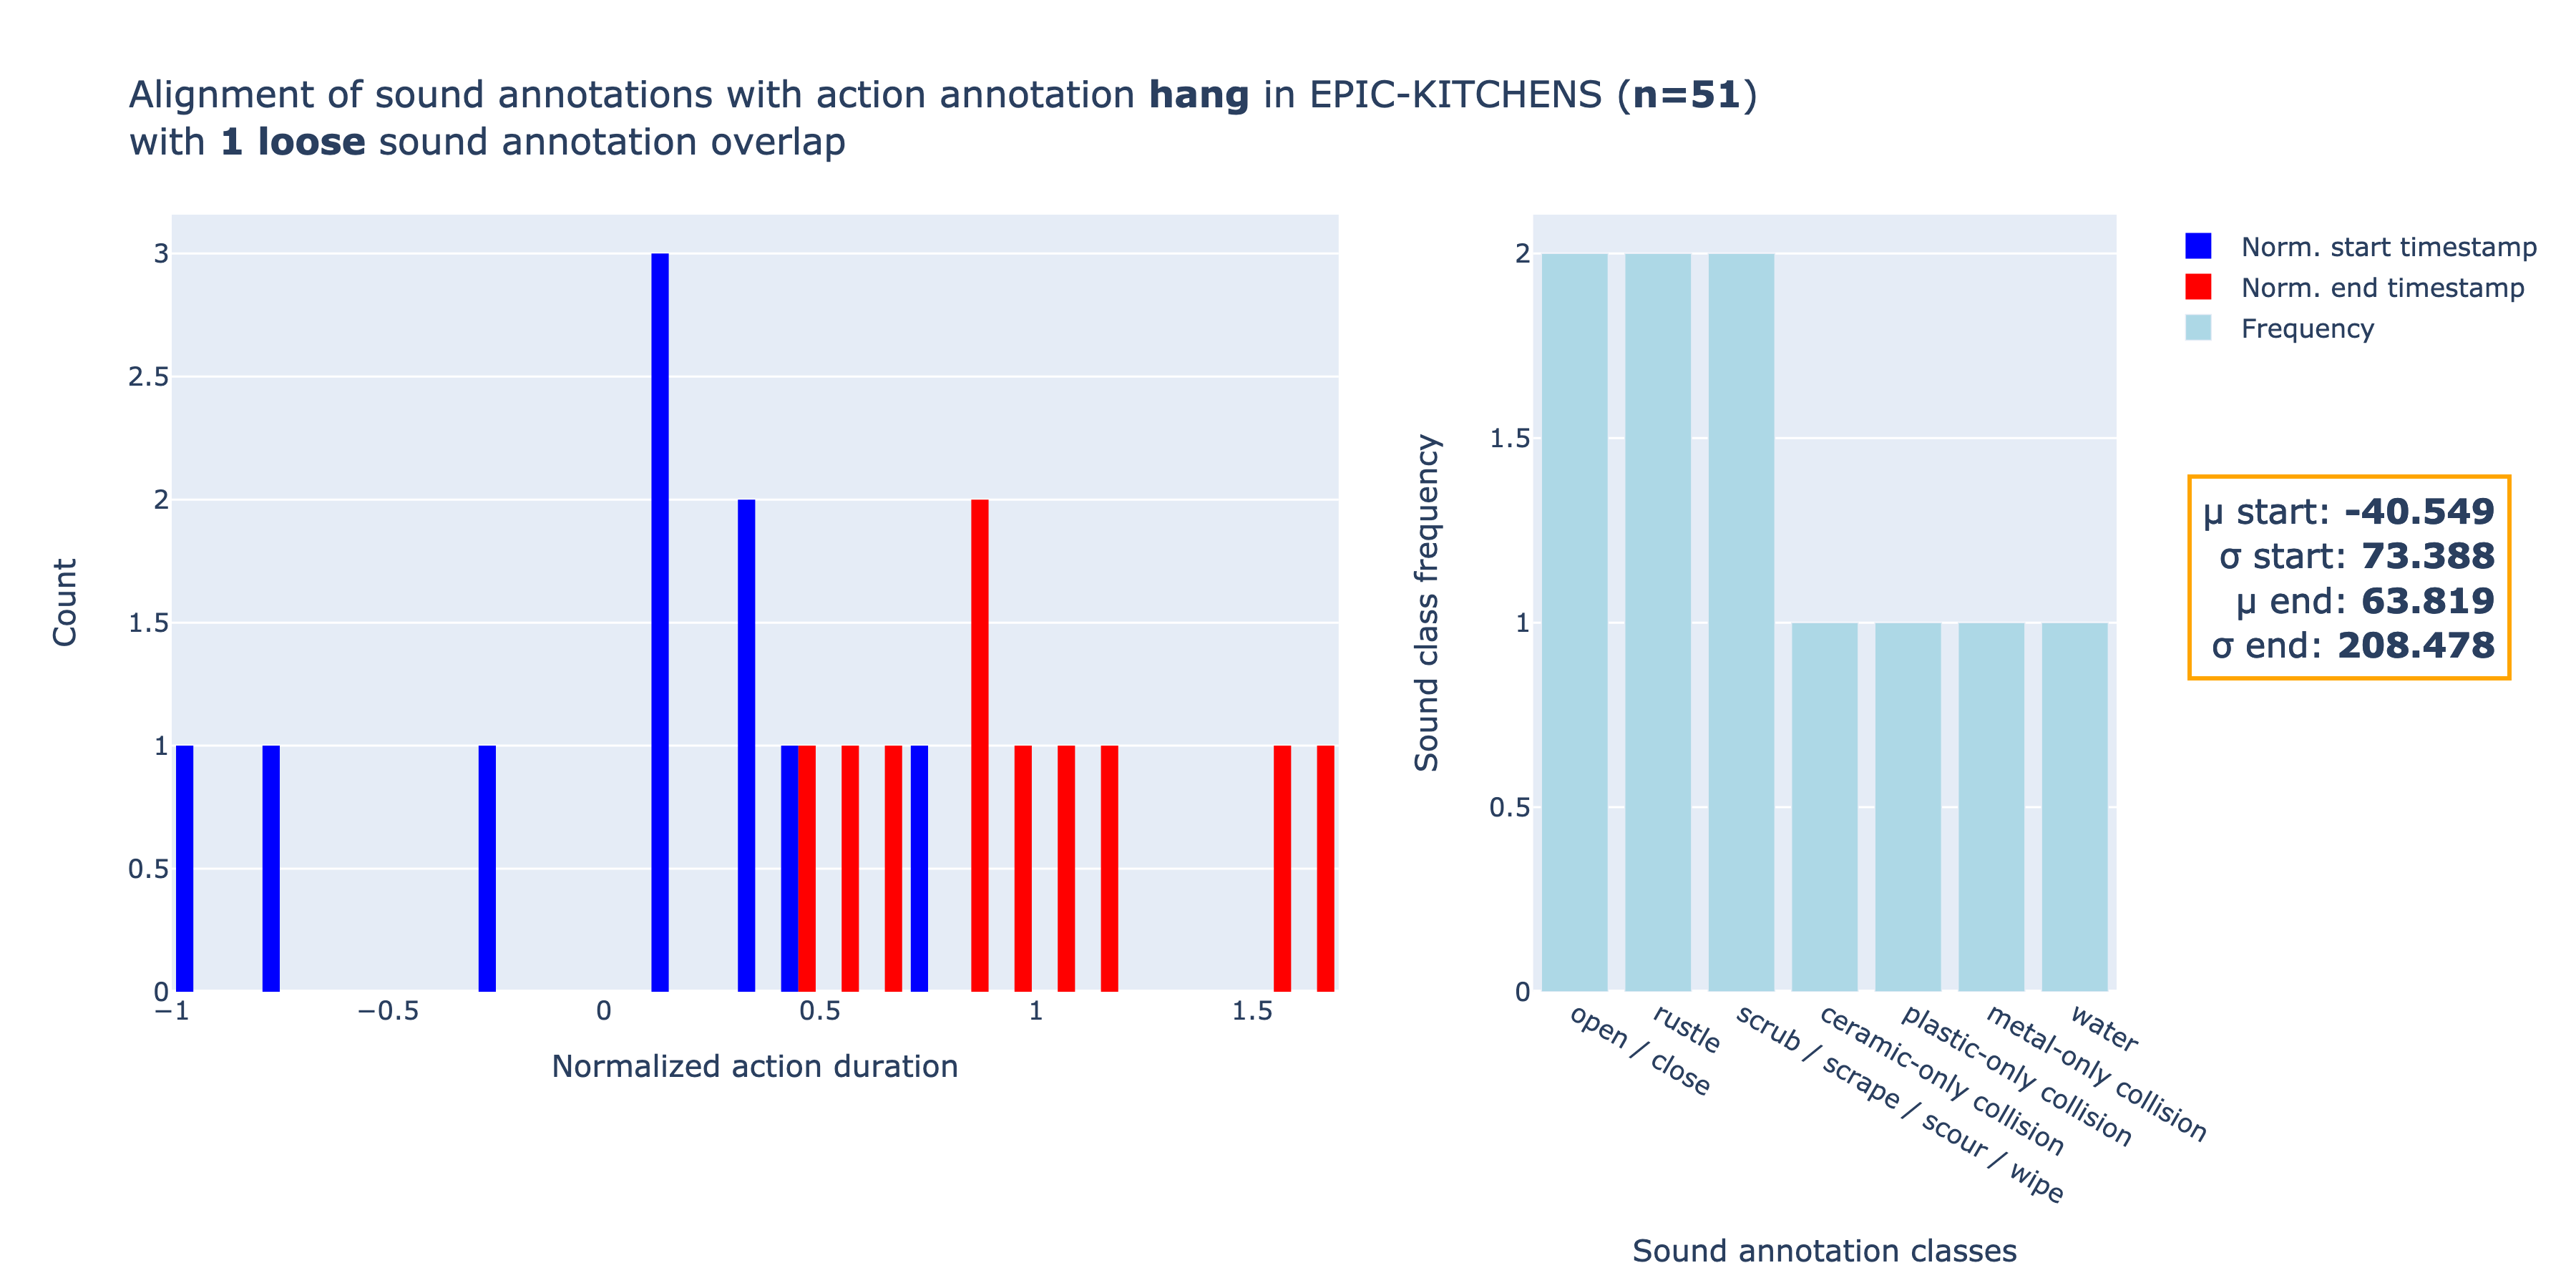 Alignment of sound annotations with action annotation hang in EPIC-KITCHENS (n=51)
with 1 loose sound annotation overlap
Count
3
2.5
2
1.5
1
0.5
0
−1
−0.5
0
0.5
1
1.5
Normalized action duration
Sound class frequency
2
1.5
1
0.5
0
open / close
rustle
scrub / scrape / scour / wipe
ceramic-only collision
plastic-only collision
metal-only collision
water
Sound annotation classes
Norm. start timestamp
Norm. end timestamp
Frequency
μ start: -40.549
σ start: 73.388
μ end: 63.819
σ end: 208.478